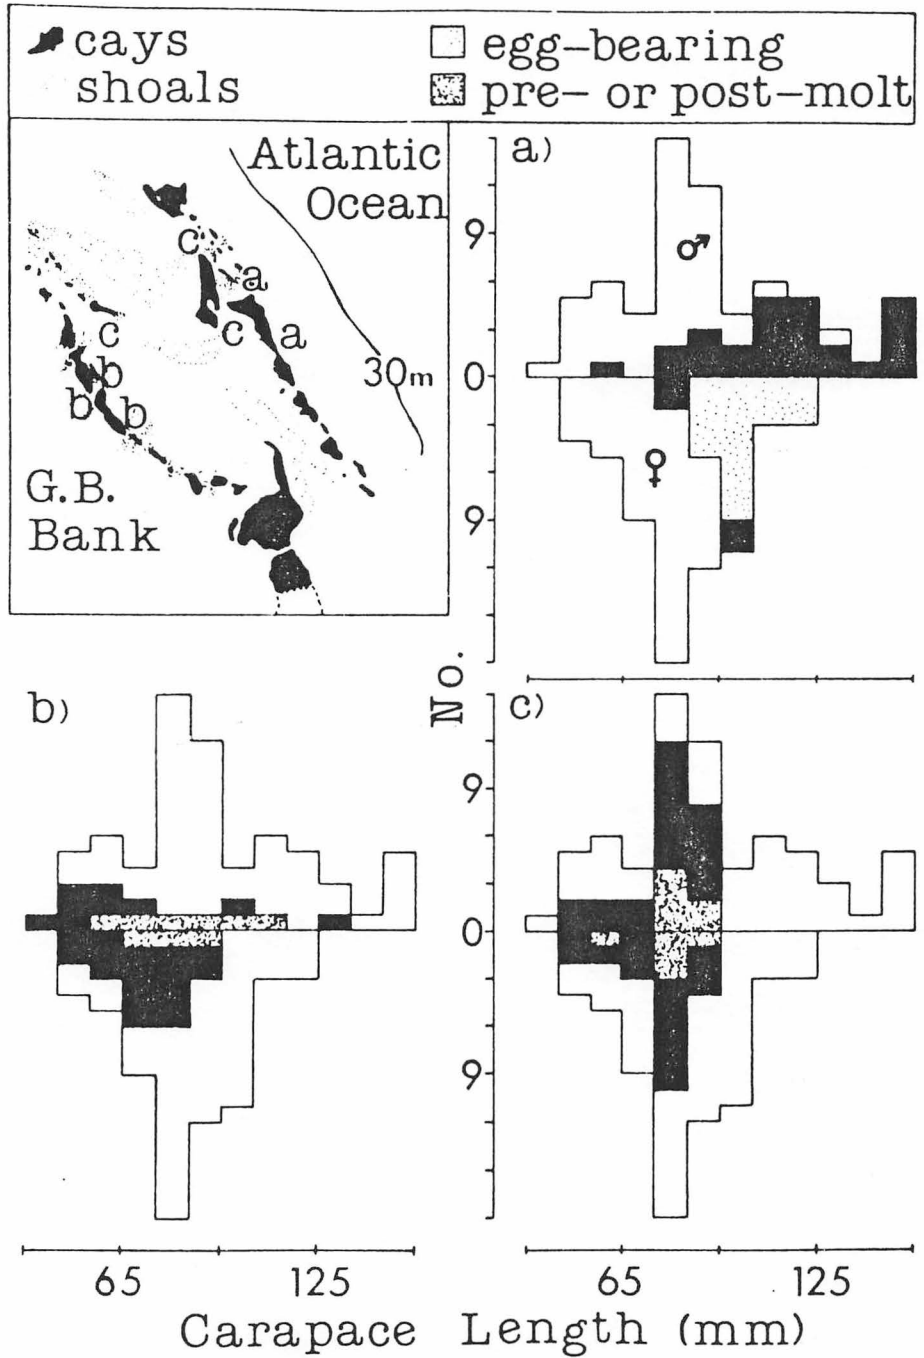 cays
shoals
egg-bearing
pre- or post-molt
Atlantic
Ocean
c
a
c
a
c
b
b
b
30m
G.B.
Bank
a)
9
♂
0
♀
9
No.
b)
c)
9
0
9
65
125
65
125
Carapace Length (mm)